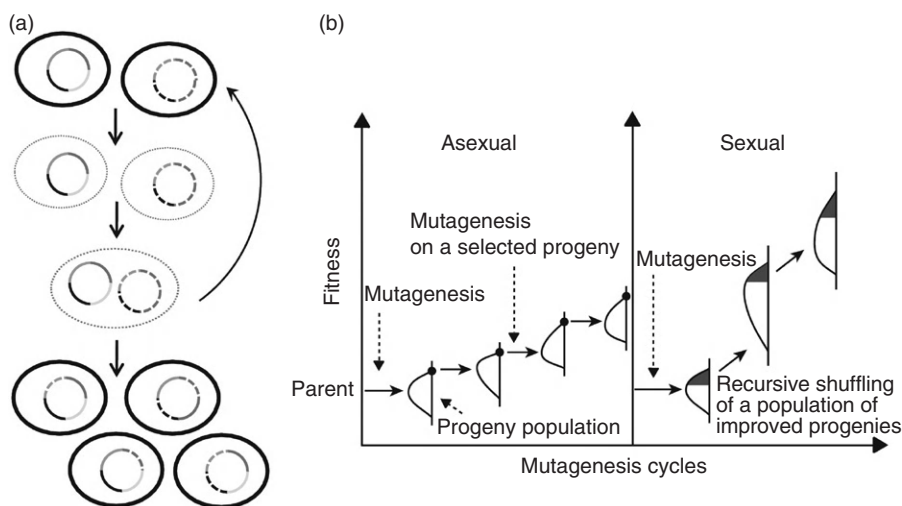 (a)
(b)
Asexual
Sexual
Mutagenesis
on a selected progeny
Mutagenesis
Mutagenesis
Fitness
Parent
Progeny population
Recursive shuffling
of a population of
improved progenies
Mutagenesis cycles